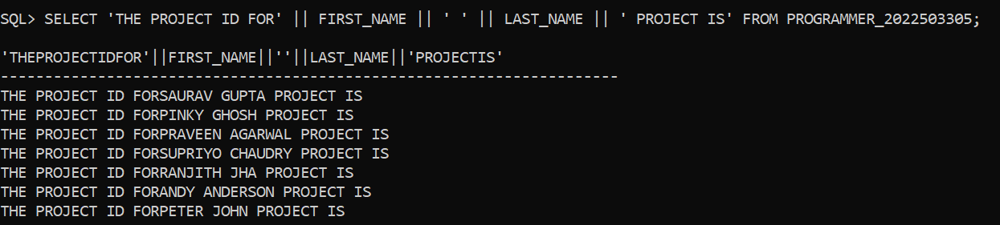 SQL> SELECT 'THE PROJECT ID FOR' || FIRST_NAME || ' ' || LAST_NAME || ' PROJECT IS' FROM PROGRAMMER_2022503305;
'THEPROJECTIDFOR'||FIRST_NAME||''||LAST_NAME||'PROJECTIS'
----------------------------------------------------------------------
THE PROJECT ID FORSAURAV GUPTA PROJECT IS
THE PROJECT ID FORPINKY GHOSH PROJECT IS
THE PROJECT ID FORPRAVEEN AGARWAL PROJECT IS
THE PROJECT ID FORSUPRIYO CHAUDRY PROJECT IS
THE PROJECT ID FORRANJITH JHA PROJECT IS
THE PROJECT ID FORANDY ANDERSON PROJECT IS
THE PROJECT ID FORPETER JOHN PROJECT IS